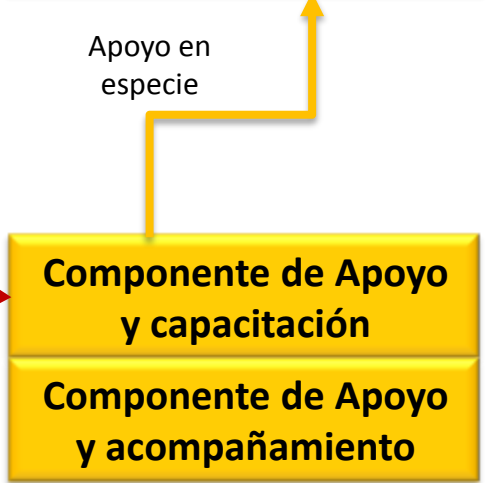 Apoyo en
especie
Componente de Apoyo
y capacitación
Componente de Apoyo
y acompañamiento